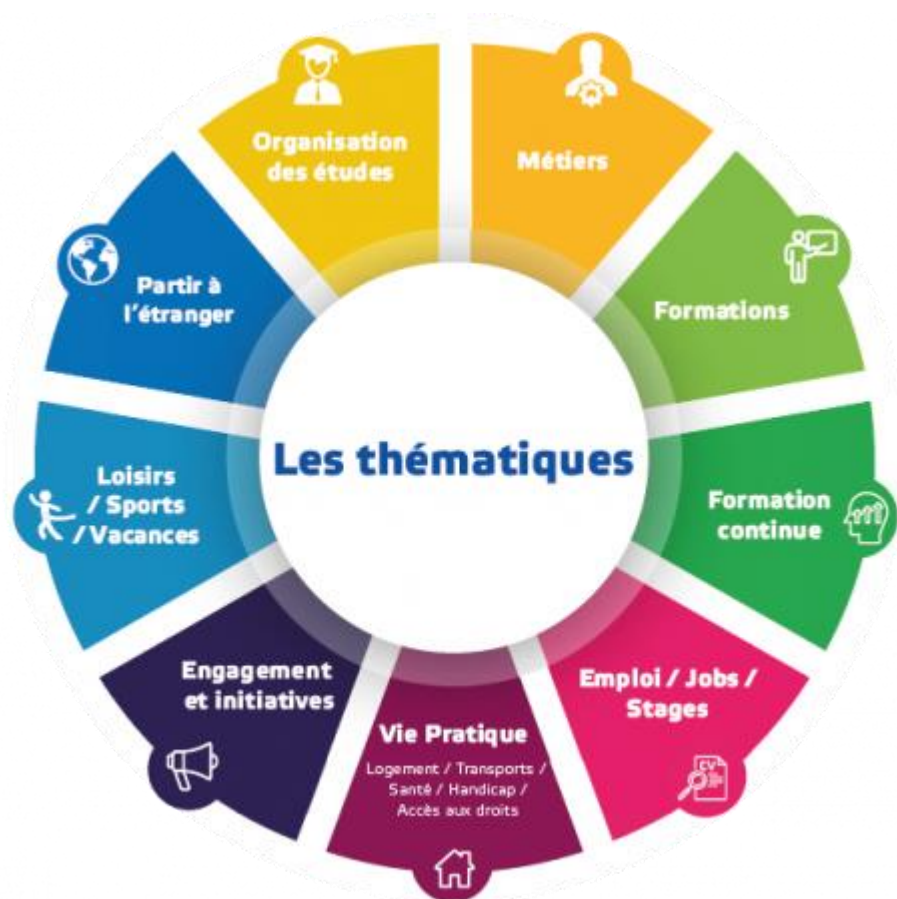 Organisation
des études
Métiers
Formations
Formation
continue
Emploi / Jobs /
Stages
Vie Pratique
Logement / Transports /
Santé / Handicap /
Accès aux droits
Engagement
et initiatives
Loisirs
/ Sports
/ Vacances
Partir à
l'étranger
Les thématiques
CV